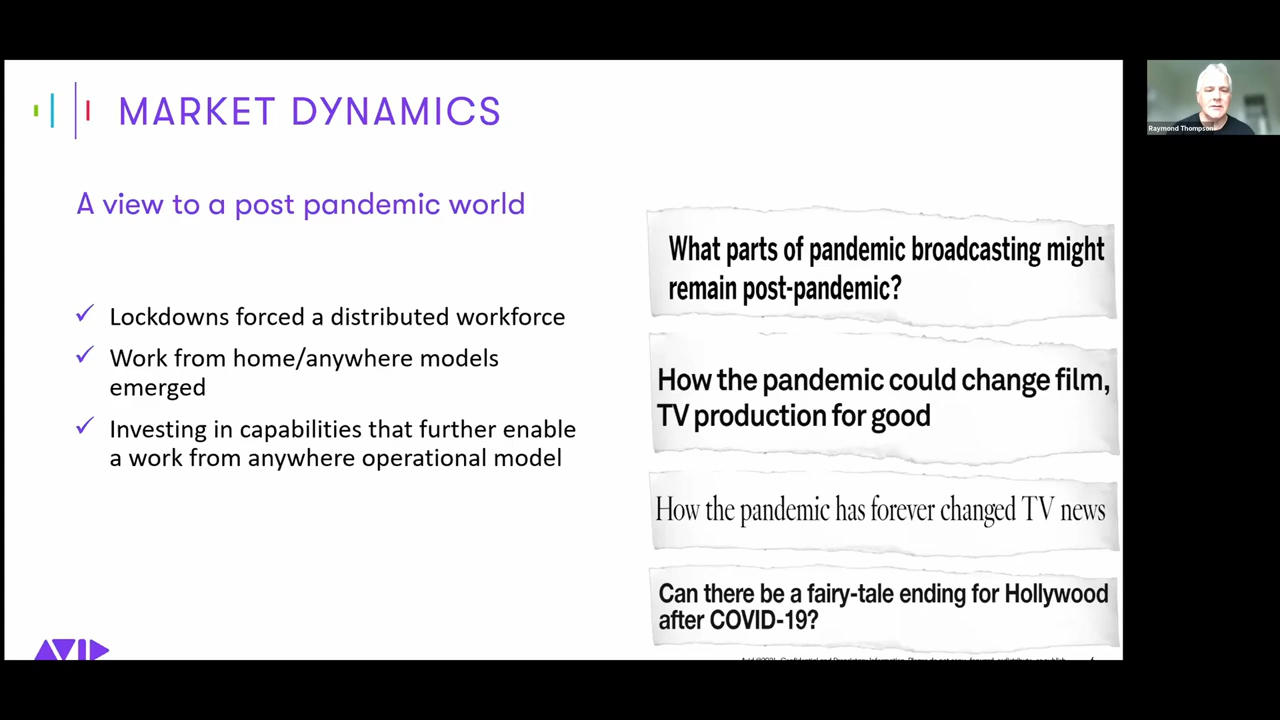 MARKET DYNAMICS
A view to a post pandemic world
Lockdowns forced a distributed workforce
Work from home/anywhere models
emerged
Investing in capabilities that further enable
a work from anywhere operational model
What parts of pandemic broadcasting might
remain post-pandemic?
How the pandemic could change film,
TV production for good
How the pandemic has forever changed TV news
Can there be a fairy-tale ending for Hollywood
after COVID-19?
AVID
Raymond Thompson